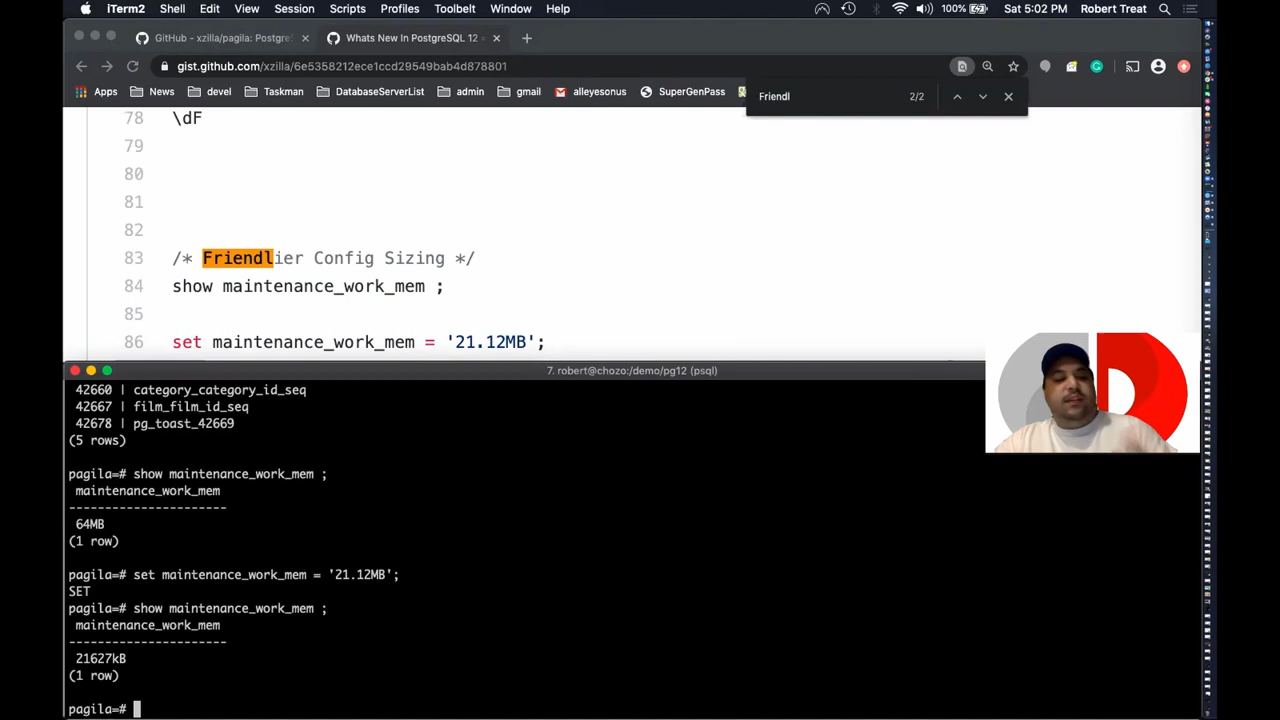 iTerm2 Shell Edit View Session Scripts Profiles Toolbelt Window Help 100% Sat 5:02 PM Robert Treat
GitHub - xzilla/pagila: Postgre
Whats New In PostgreSQL 12
gist.github.com/xzilla/6e5358212ece1ccd29549bab4d878801
Apps News devel Taskman DatabaseServerList admin gmail alleyesonus SuperGenPass
Friendl 2/2
78 \dF
79
80
81
82
83 /* Friendlier Config Sizing */
84 show maintenance_work_mem ;
85
86 set maintenance_work_mem = '21.12MB';
7. robert@chozo:/demo/pg12 (psql)
42660 | category_category_id_seq
42667 | film_film_id_seq
42678 | pg_toast_42669
(5 rows)
pagila=# show maintenance_work_mem ;
maintenance_work_mem
----------------------
64MB
(1 row)
pagila=# set maintenance_work_mem = '21.12MB';
SET
pagila=# show maintenance_work_mem ;
maintenance_work_mem
----------------------
21627kB
(1 row)
pagila=#